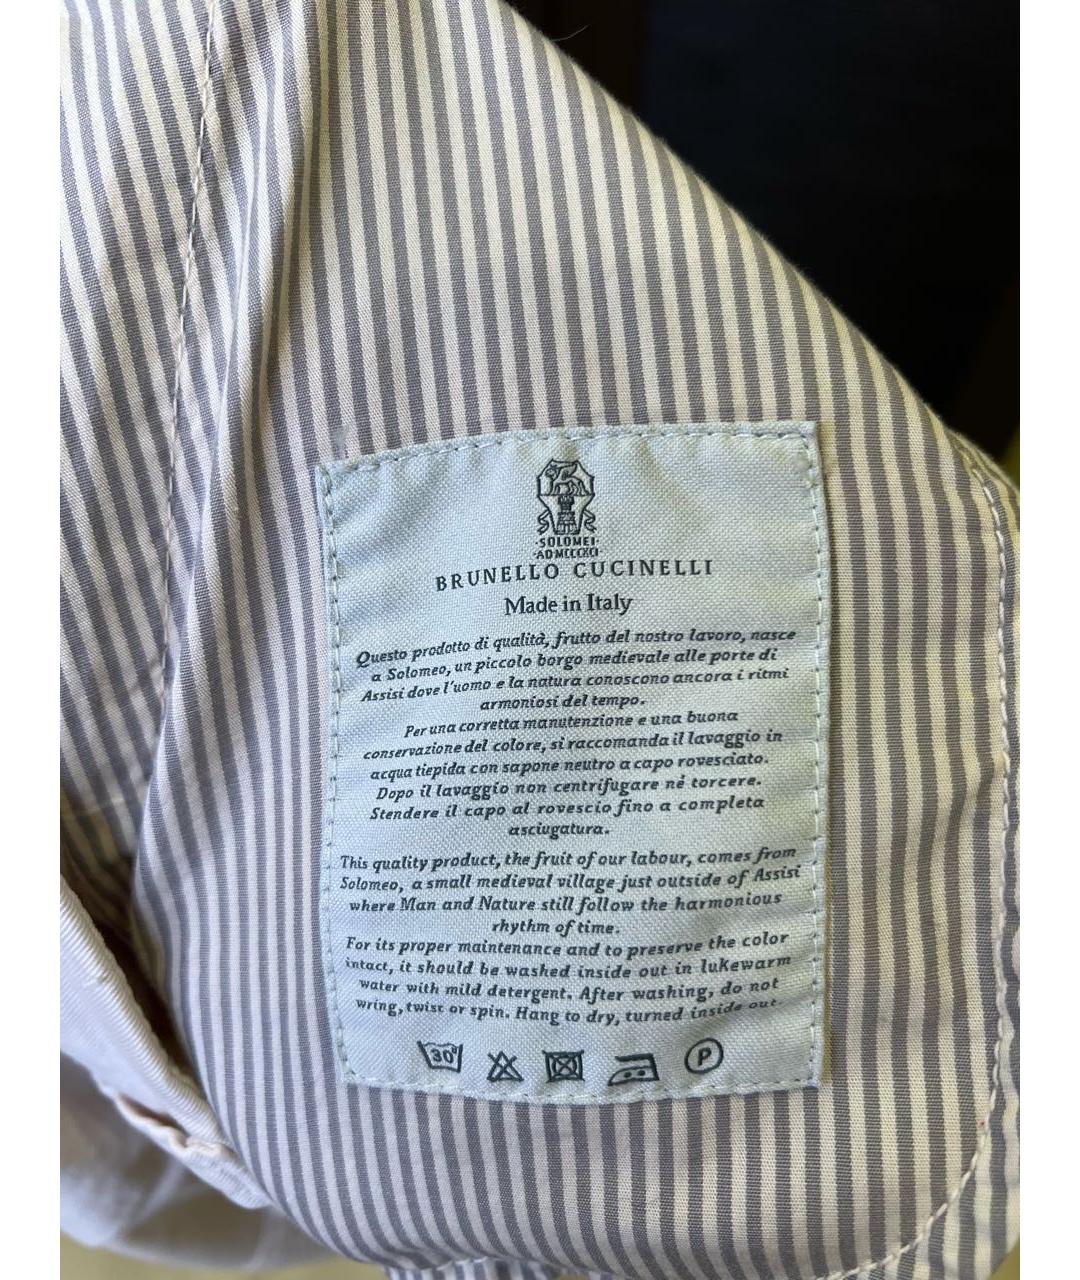 ·SOLOMEI·
·AD MCCCXCI·
BRUNELLO CUCINELLI
Made in Italy
Questo prodotto di qualità, frutto del nostro lavoro, nasce
a Solomeo, un piccolo borgo medievale alle porte di
Assisi dove l'uomo e la natura conoscono ancora i ritmi
armoniosi del tempo.
Per una corretta manutenzione e una buona
conservazione del colore, si raccomanda il lavaggio in
acqua tiepida con sapone neutro a capo rovesciato.
Dopo il lavaggio non centrifugare né torcere.
Stendere il capo al rovescio fino a completa
asciugatura.
This quality product, the fruit of our labour, comes from
Solomeo, a small medieval village just outside of Assisi
where Man and Nature still follow the harmonious
rhythm of time.
For its proper maintenance and to preserve the color
intact, it should be washed inside out in lukewarm
water with mild detergent. After washing, do not
wring, twist or spin. Hang to dry, turned inside out.
30° P